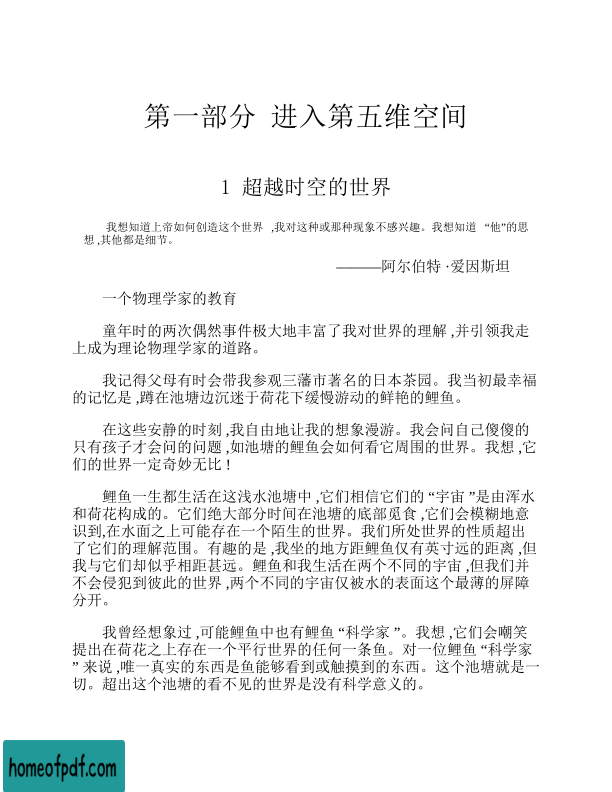 第一部分 进入第五维空间
1 超越时空的世界
我想知道上帝如何创造这个世界 ,我对这种或那种现象不感兴趣。我想知道 “他”的思
想 ,其他都是细节。
———阿尔伯特 ·爱因斯坦
一个物理学家的教育
童年时的两次偶然事件极大地丰富了我对世界的理解 ,并引领我走
上成为理论物理学家的道路。
我记得父母有时会带我参观三藩市著名的日本茶园。我当初最幸福
的记忆是 ,蹲在池塘边沉迷于荷花下缓慢游动的鲜艳的鲤鱼。
在这些安静的时刻 ,我自由地让我的想象漫游。我会问自己傻傻的
只有孩子才会问的问题 ,如池塘的鲤鱼会如何看它周围的世界。我想 ,它
们的世界一定奇妙无比 !
鲤鱼一生都生活在这浅水池塘中 ,它们相信它们的 “宇宙 ”是由浑水
和荷花构成的。它们绝大部分时间在池塘的底部觅食 ,它们会模糊地意
识到,在水面之上可能存在一个陌生的世界。我们所处世界的性质超出
了它们的理解范围。有趣的是 ,我坐的地方距鲤鱼仅有英寸远的距离 ,但
我与它们却似乎相距甚远。鲤鱼和我生活在两个不同的宇宙 ,但我们并
不会侵犯到彼此的世界 ,两个不同的宇宙仅被水的表面这个最薄的屏障
分开。
我曾经想象过 ,可能鲤鱼中也有鲤鱼 “科学家 ”。我想 ,它们会嘲笑
提出在荷花之上存在一个平行世界的任何一条鱼。对一位鲤鱼 “科学家
” 来说 ,唯一真实的东西是鱼能够看到或触摸到的东西。这个池塘就是一
切。超出这个池塘的看不见的世界是没有科学意义的。
homeofpdf.com